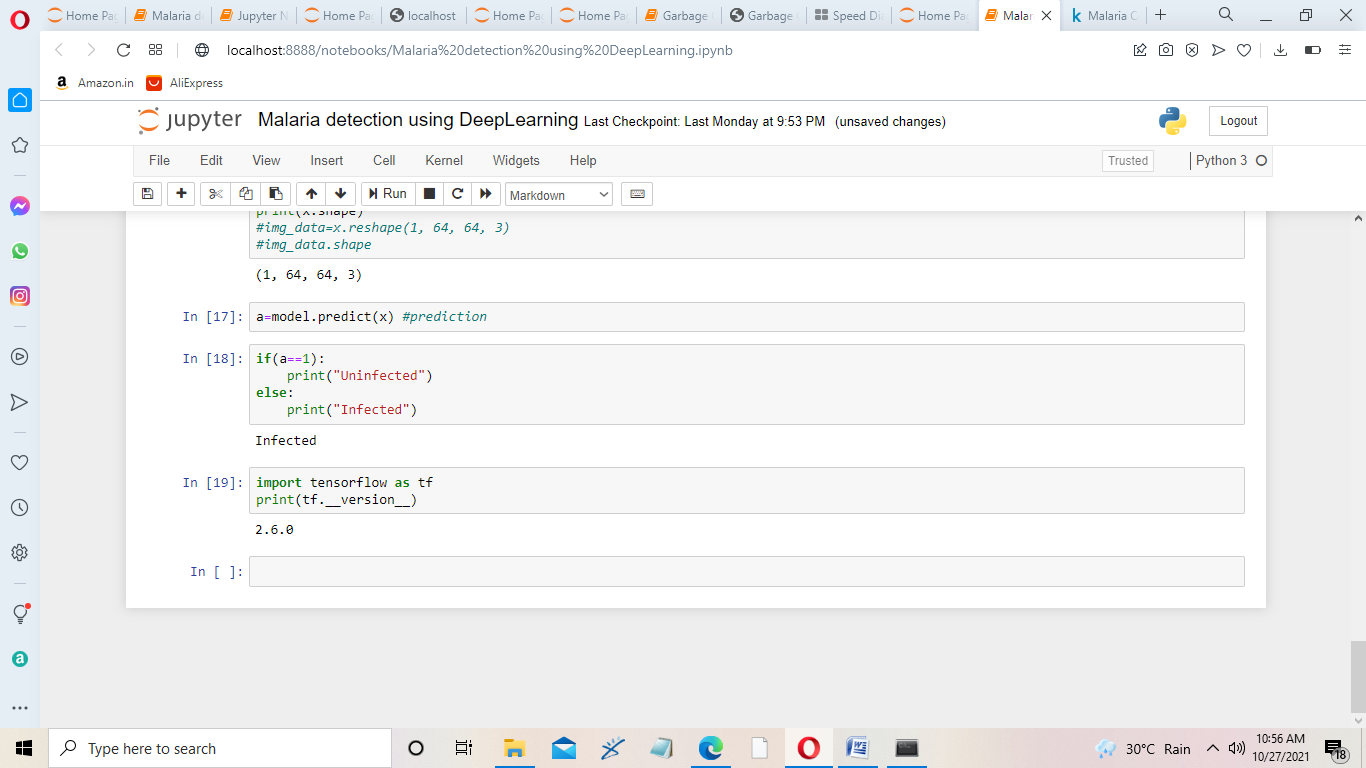 Home Pag
Malaria d
Jupyter N
Home Pa
localhost
Home Pa
Home Pa
Garbage
Garbage
Speed Di
Home Pa
Malar
Malaria C
localhost:8888/notebooks/Malaria%20detection%20using%20DeepLearning.ipynb
Amazon.in
AliExpress
jupyter Malaria detection using DeepLearning Last Checkpoint: Last Monday at 9:53 PM (unsaved changes)
Logout
File Edit View Insert Cell Kernel Widgets Help
Trusted
Python 3
Run
Markdown
print(x.shape)
#img_data=x.reshape(1, 64, 64, 3)
#img_data.shape
(1, 64, 64, 3)
In [17]: a=model.predict(x) #prediction
In [18]: if(a==1):
print("Uninfected")
else:
print("Infected")
Infected
In [19]: import tensorflow as tf
print(tf.__version__)
2.6.0
In [ ]:
Type here to search
30°C Rain
10:56 AM
10/27/2021
18